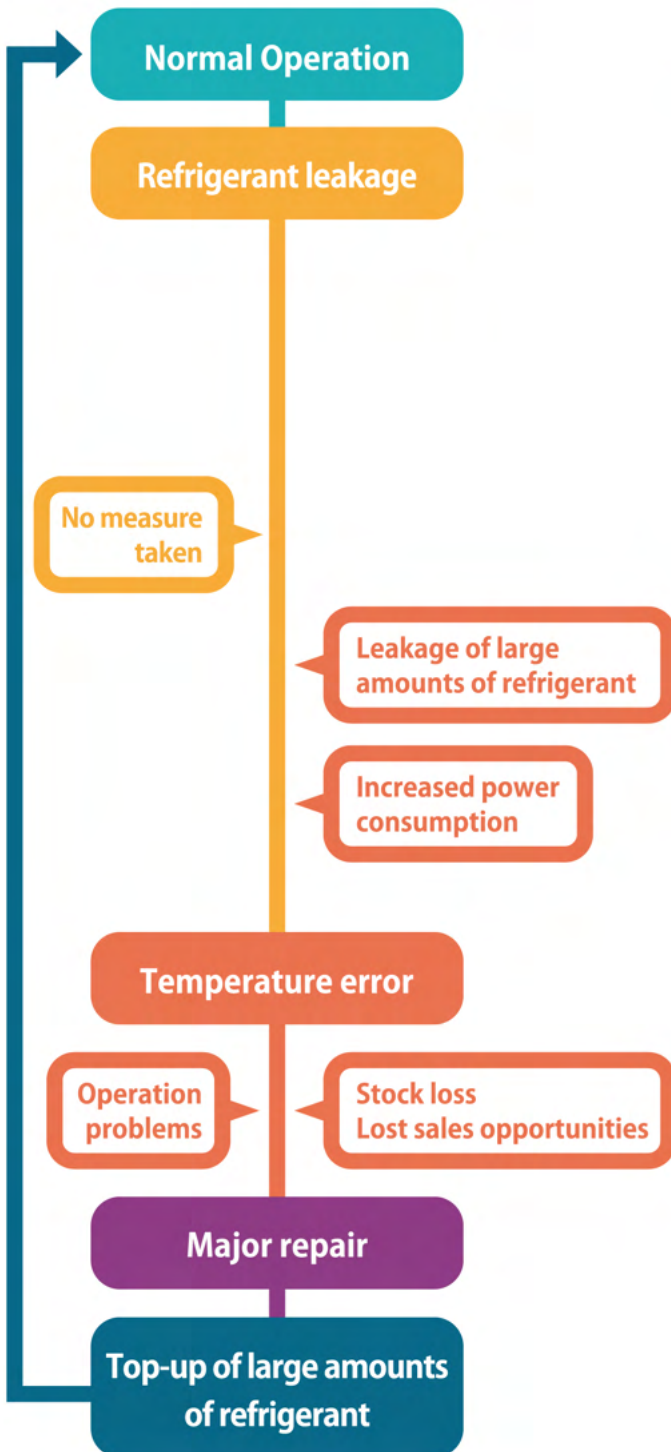 Normal Operation
Refrigerant leakage
No measure
taken
Leakage of large
amounts of refrigerant
Increased power
consumption
Temperature error
Operation
problems
Stock loss
Lost sales opportunities
Major repair
Top-up of large amounts
of refrigerant